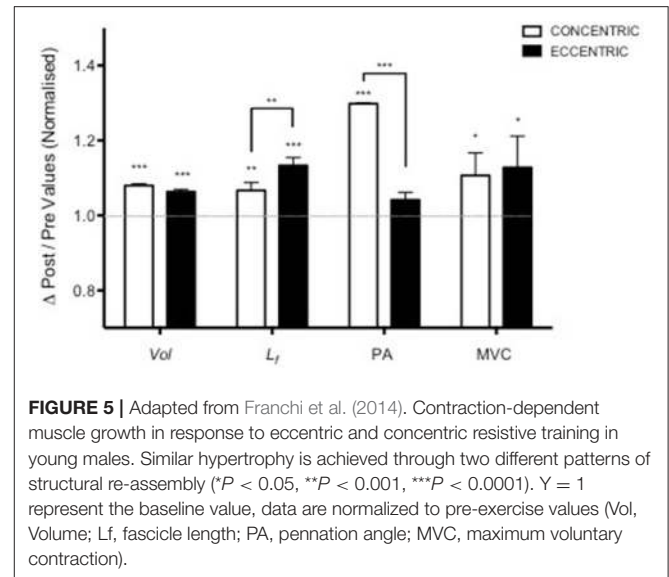 CONCENTRIC
ECCENTRIC
Δ Post / Pre Values (Normalised)
1.4
1.2
1.0
0.8
***
***
**
**
***
***
***
*
*
Vol
Lf
PA
MVC
FIGURE 5 | Adapted from Franchi et al. (2014). Contraction-dependent
muscle growth in response to eccentric and concentric resistive training in
young males. Similar hypertrophy is achieved through two different patterns of
structural re-assembly (*P < 0.05, **P < 0.001, ***P < 0.0001). Y = 1
represent the baseline value, data are normalized to pre-exercise values (Vol,
Volume; Lf, fascicle length; PA, pennation angle; MVC, maximum voluntary
contraction).